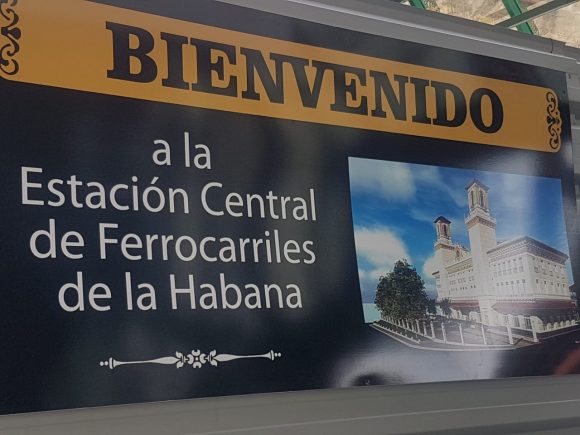 BIENVENIDO
a la
Estación Central
de Ferrocarriles
de la Habana